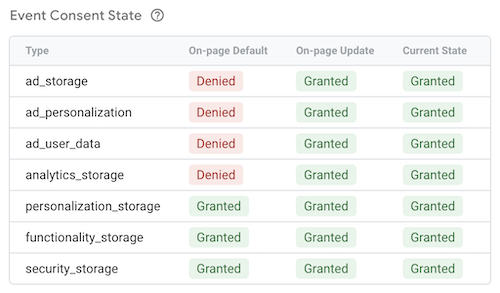 Event Consent State
Type On-page Default On-page Update Current State
ad_storage Denied Granted Granted
ad_personalization Denied Granted Granted
ad_user_data Denied Granted Granted
analytics_storage Denied Granted Granted
personalization_storage Granted Granted Granted
functionality_storage Granted Granted Granted
security_storage Granted Granted Granted